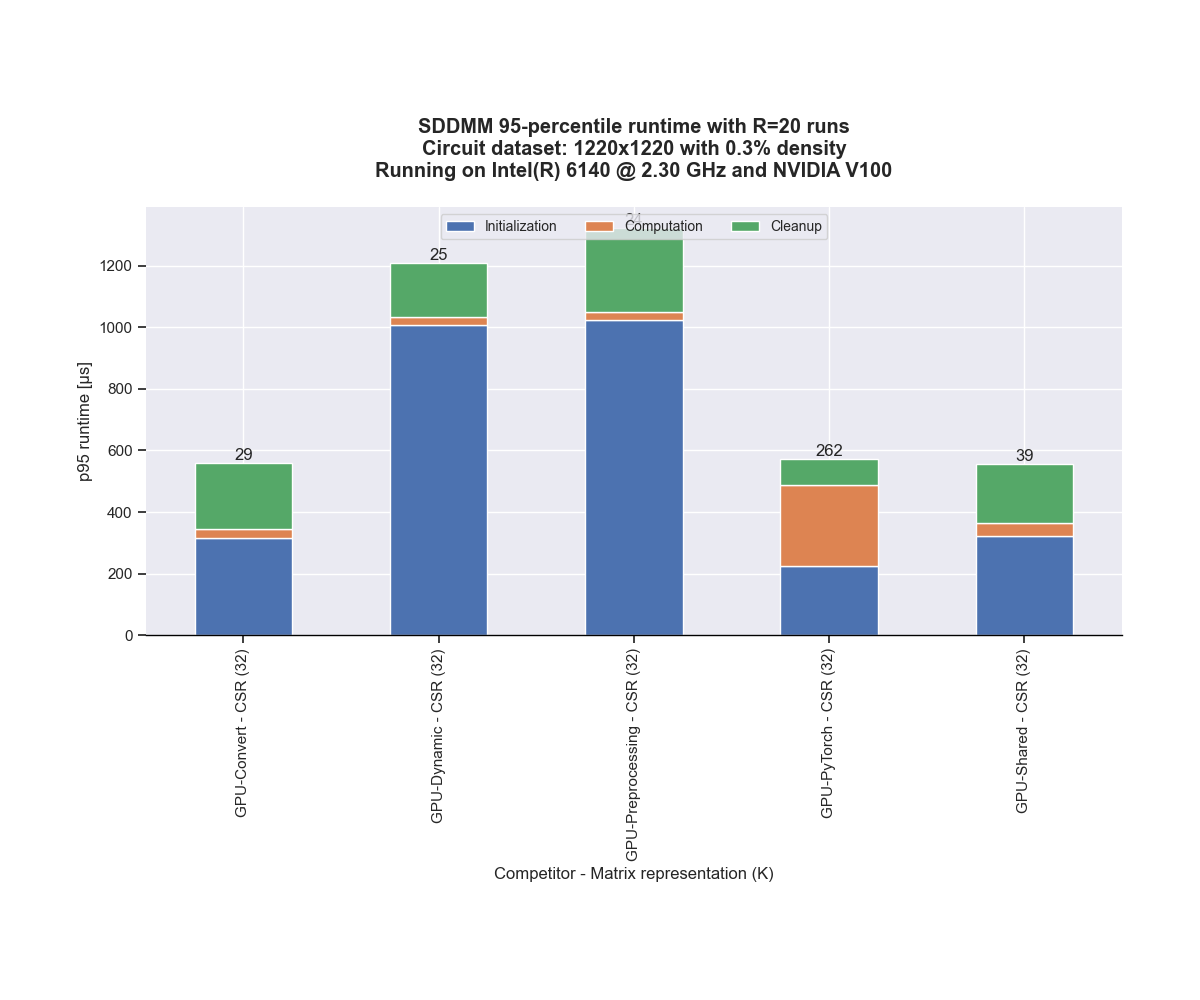 SDDMM 95-percentile runtime with R=20 runs
Circuit dataset: 1220x1220 with 0.3% density
Running on Intel(R) 6140 @ 2.30 GHz and NVIDIA V100
24
Initialization Computation Cleanup
25
29
262
39
p95 runtime [µs]
1200
1000
800
600
400
200
0
GPU-Convert - CSR (32)
GPU-Dynamic - CSR (32)
GPU-Preprocessing - CSR (32)
GPU-PyTorch - CSR (32)
GPU-Shared - CSR (32)
Competitor - Matrix representation (K)